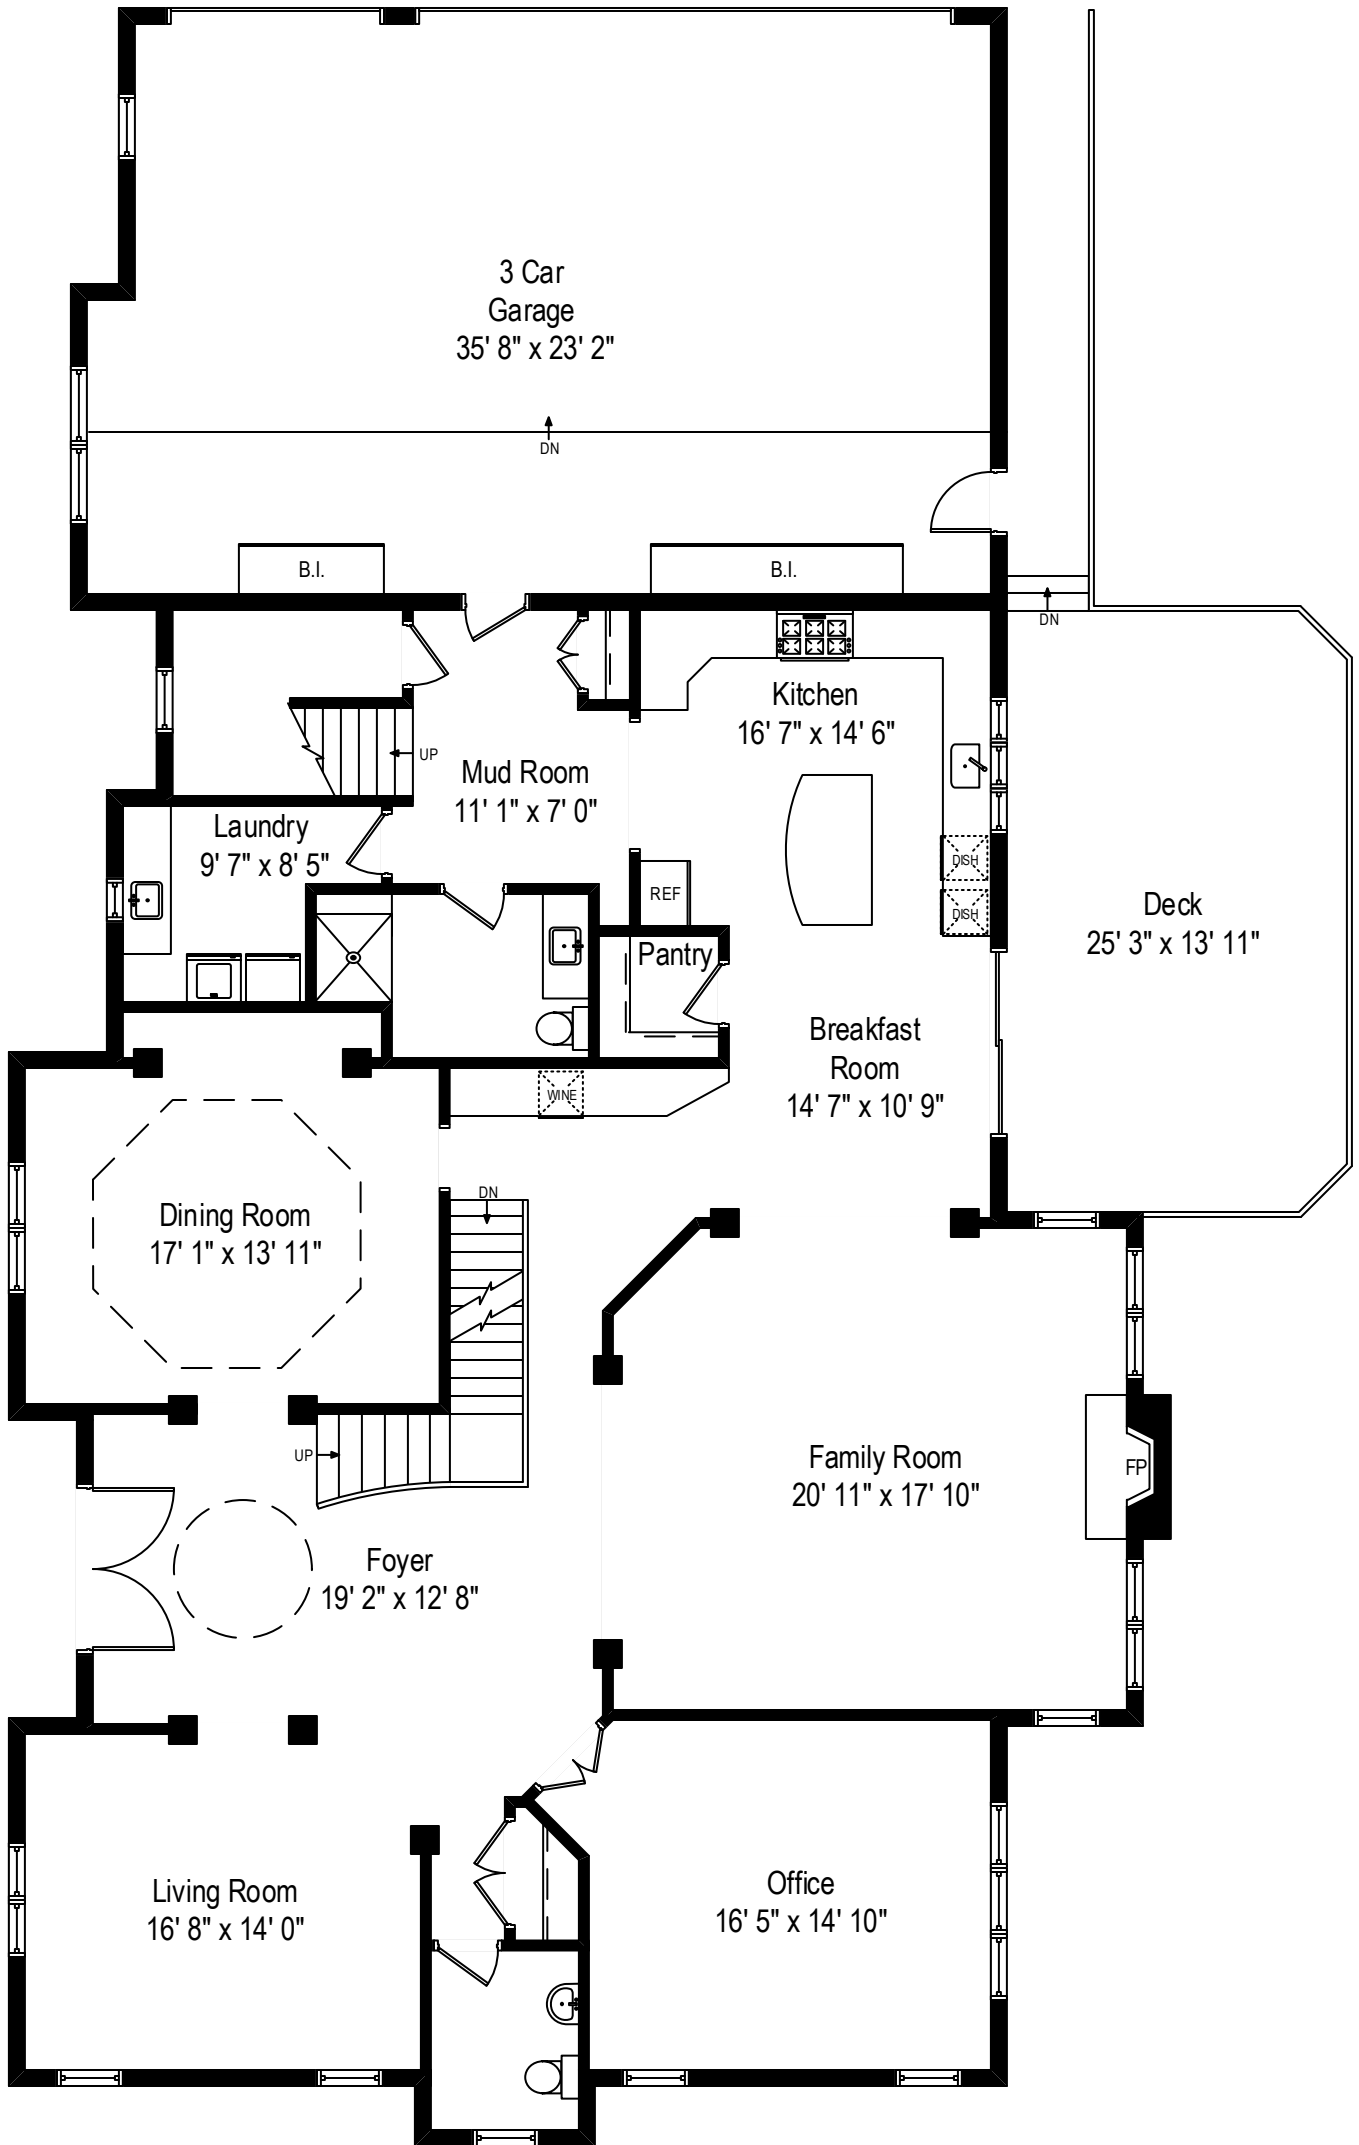 3 Car
Garage
35' 8" x 23' 2"
DN
B.I.
B.I.
DN
Kitchen
16' 7" x 14' 6"
UP
Mud Room
11' 1" x 7' 0"
Laundry
9' 7" x 8' 5"
DISH
REF
DISH
Deck
25' 3" x 13' 11"
Pantry
Breakfast
Room
14' 7" x 10' 9"
WINE
DN
Dining Room
17' 1" x 13' 11"
UP
Family Room
20' 11" x 17' 10"
FP
Foyer
19' 2" x 12' 8"
Living Room
16' 8" x 14' 0"
Office
16' 5" x 14' 10"